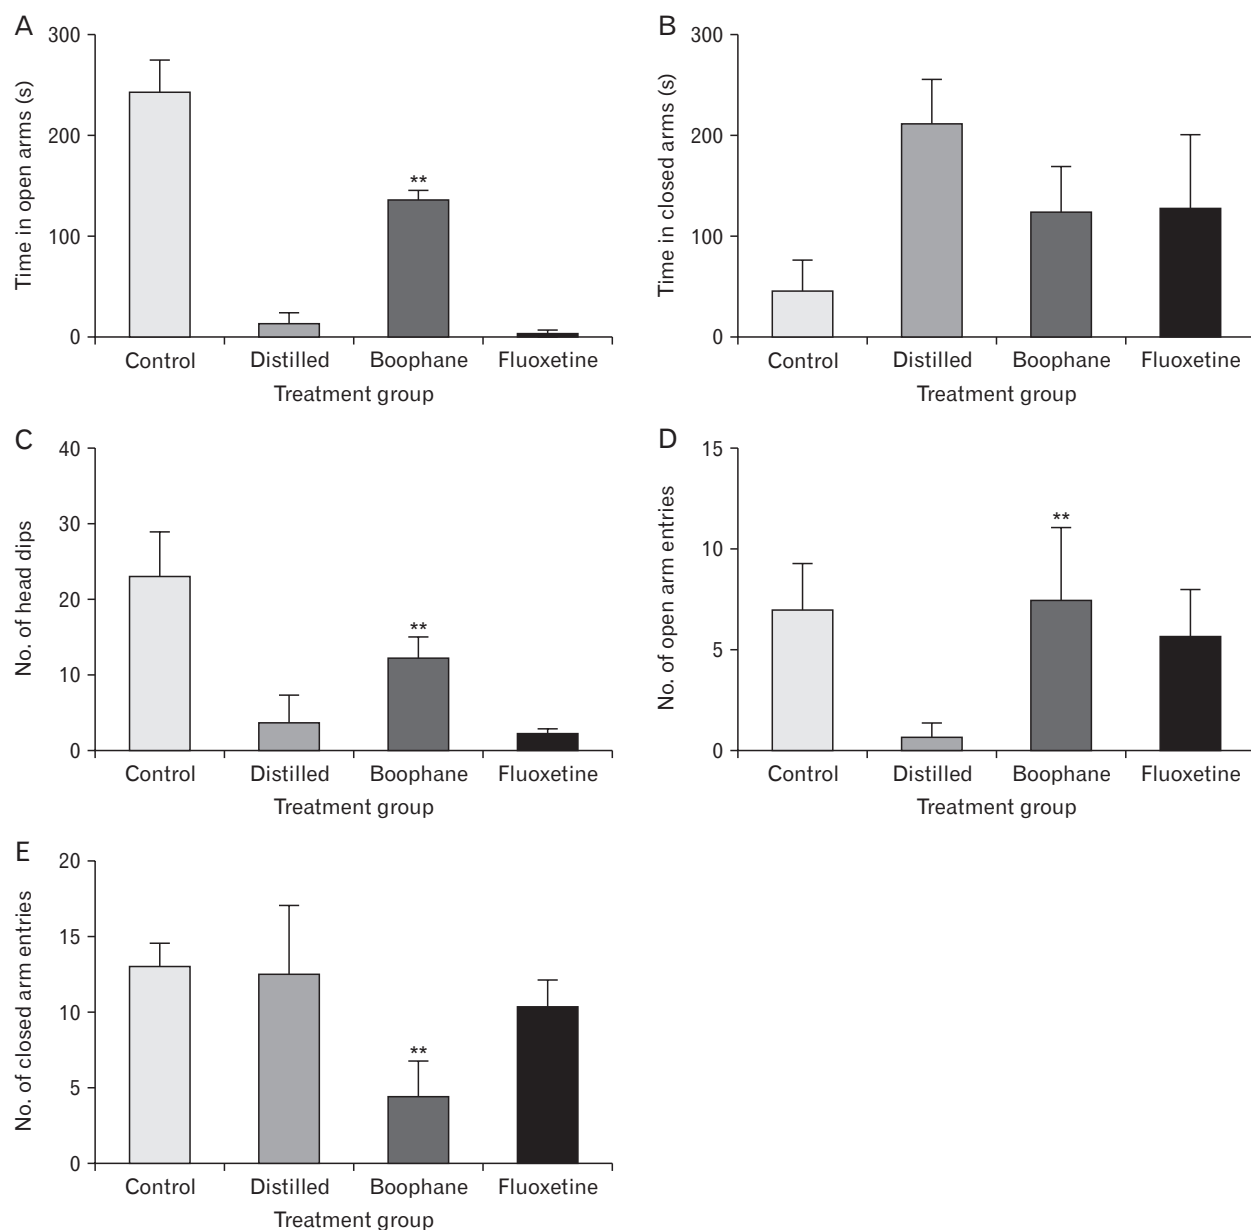 A
Time in open arms (s)
300
200
100
0
**
Control Distilled Boophane Fluoxetine
Treatment group
B
Time in closed arms (s)
300
200
100
0
Control Distilled Boophane Fluoxetine
Treatment group
C
No. of head dips
40
30
20
10
0
**
Control Distilled Boophane Fluoxetine
Treatment group
D
No. of open arm entries
15
10
5
0
**
Control Distilled Boophane Fluoxetine
Treatment group
E
No. of closed arm entries
20
15
10
5
0
**
Control Distilled Boophane Fluoxetine
Treatment group